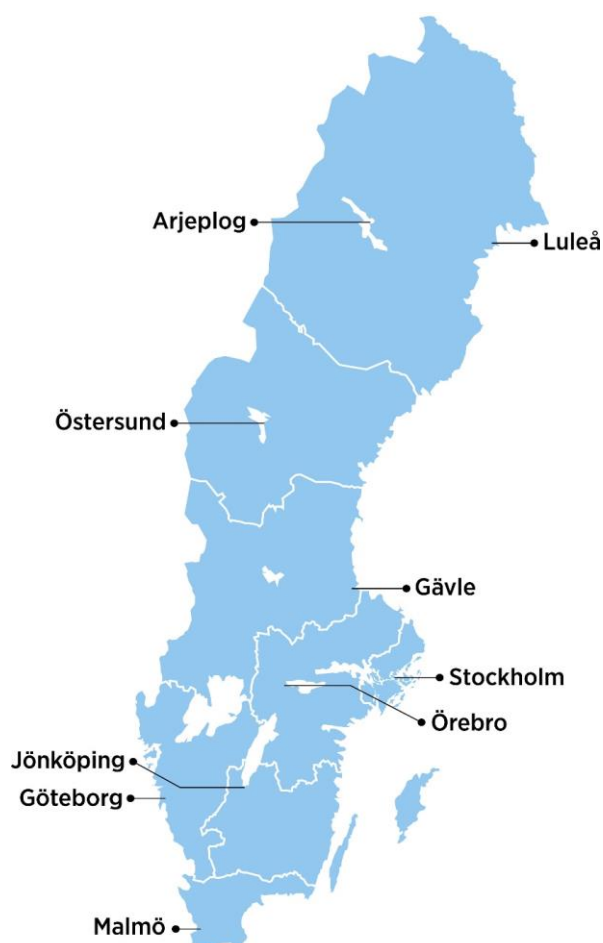 Arjeplog
Luleå
Östersund
Gävle
Stockholm
Örebro
Jönköping
Göteborg
Malmö